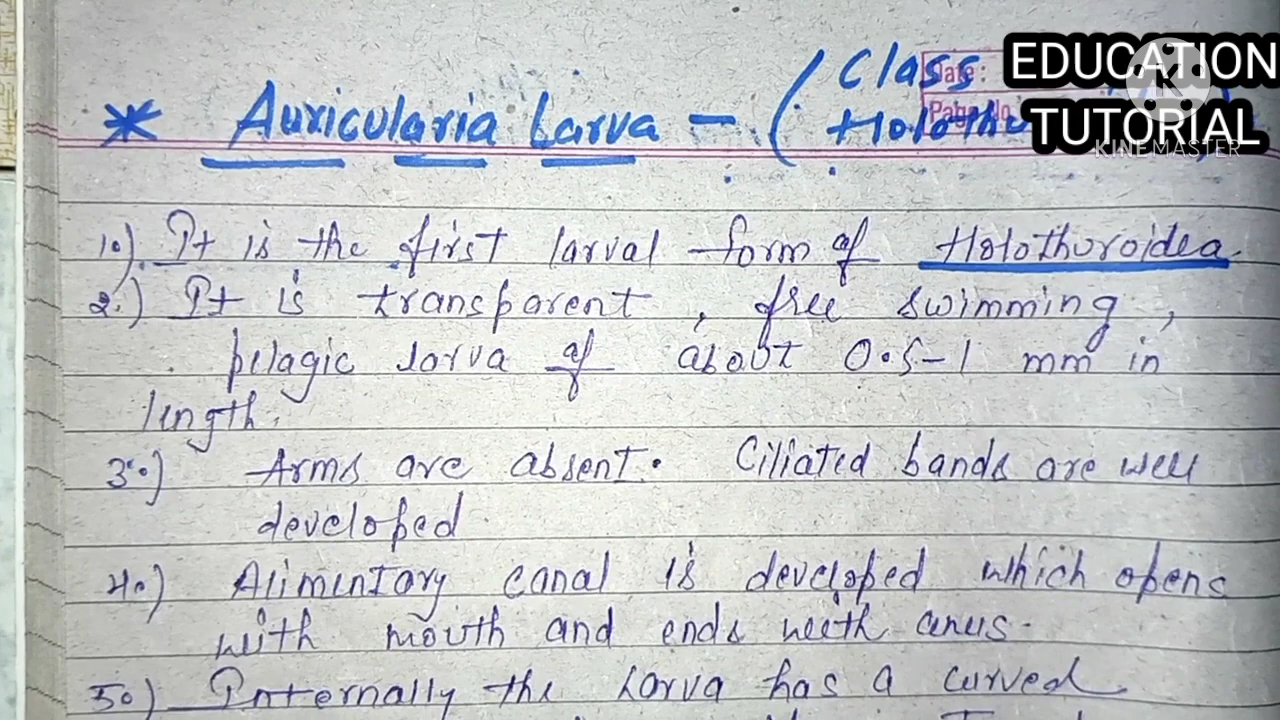 * Auricularia Larva - ( Class
Date :
Page No.
EDUCATION
TUTORIAL
K
KINEMASTER
1.) It is the first larval form of Holothuroidea
2.) It is transparent, free swimming,
pelagic larva of about 0.5-1 mm in
length.
3.) Arms are absent. Ciliated bands are well
developed
4.) Alimentary canal is developed which opens
with mouth and ends with anus.
5.) Internally the larva has a curved